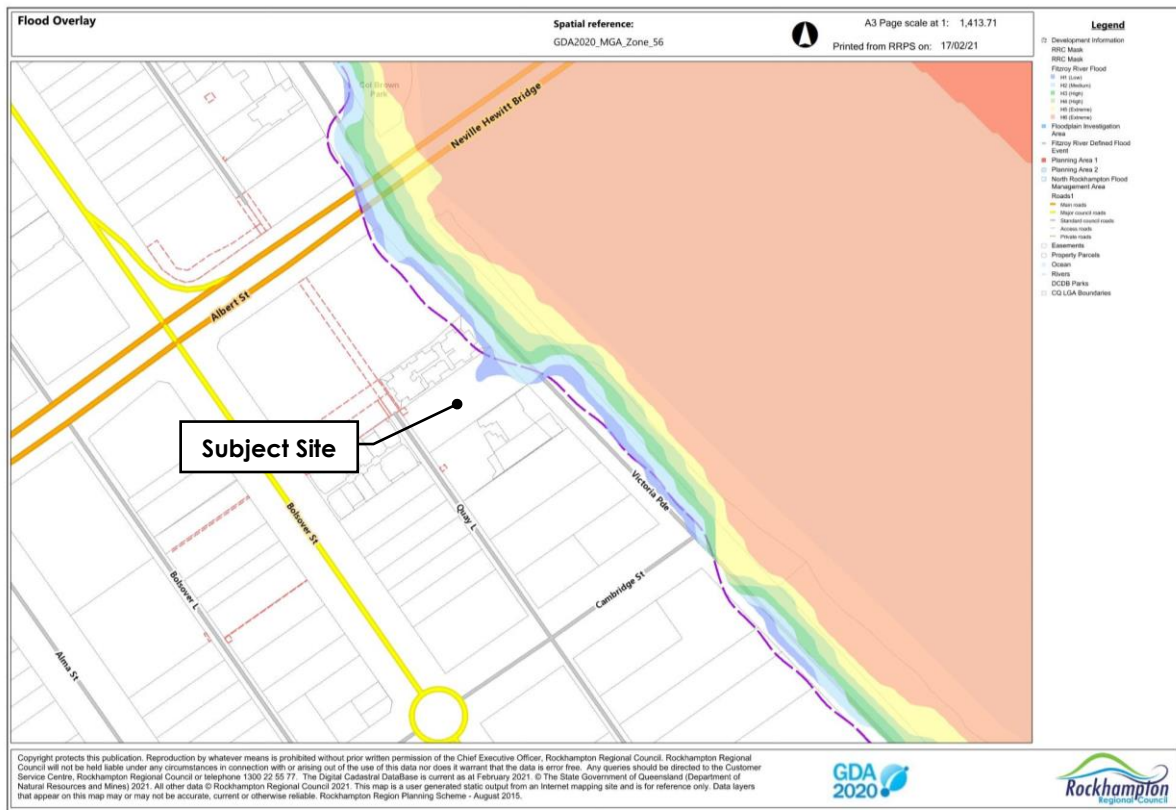 Flood Overlay
Spatial reference:
GDA2020_MGA_Zone_56
A3 Page scale at 1: 1,413.71
Printed from RRPS on: 17/02/21
Legend
Development Information
RRC Mask
RRC Mask
Fitzroy River Flood
H1 (Low)
H2 (Medium)
H3 (High)
H4 (High)
H5 (Extreme)
H6 (Extreme)
Floodplain Investigation
Area
Fitzroy River Defined Flood
Event
Planning Area 1
Planning Area 2
North Rockhampton Flood
Management Area
Roads1
Main roads
Major council roads
Standard council roads
Access roads
Private roads
Easements
Property Parcels
Ocean
Rivers
DCDB Parks
CQ LGA Boundaries
Col Brown
Park
Neville Hewitt Bridge
Albert St
Subject Site
Bolsover St
Quay L
Victoria Pde
Cambridge St
Bolsover L
Alma St
Copyright protects this publication. Reproduction by whatever means is prohibited without prior written permission of the Chief Executive Officer, Rockhampton Regional Council. Rockhampton Regional
Council will not be held liable under any circumstances in connection with or arising out of the use of this data nor does it warrant that the data is error free. Any queries should be directed to the Customer
Service Centre, Rockhampton Regional Council or telephone 1300 22 55 77. The Digital Cadastral DataBase is current as at February 2021. © The State Government of Queensland (Department of
Natural Resources and Mines) 2021. All other data © Rockhampton Regional Council 2021. This map is a user generated static output from an Internet mapping site and is for reference only. Data layers
that appear on this map may or may not be accurate, current or otherwise reliable. Rockhampton Region Planning Scheme - August 2015.
GDA
2020
Rockhampton
Regional Council